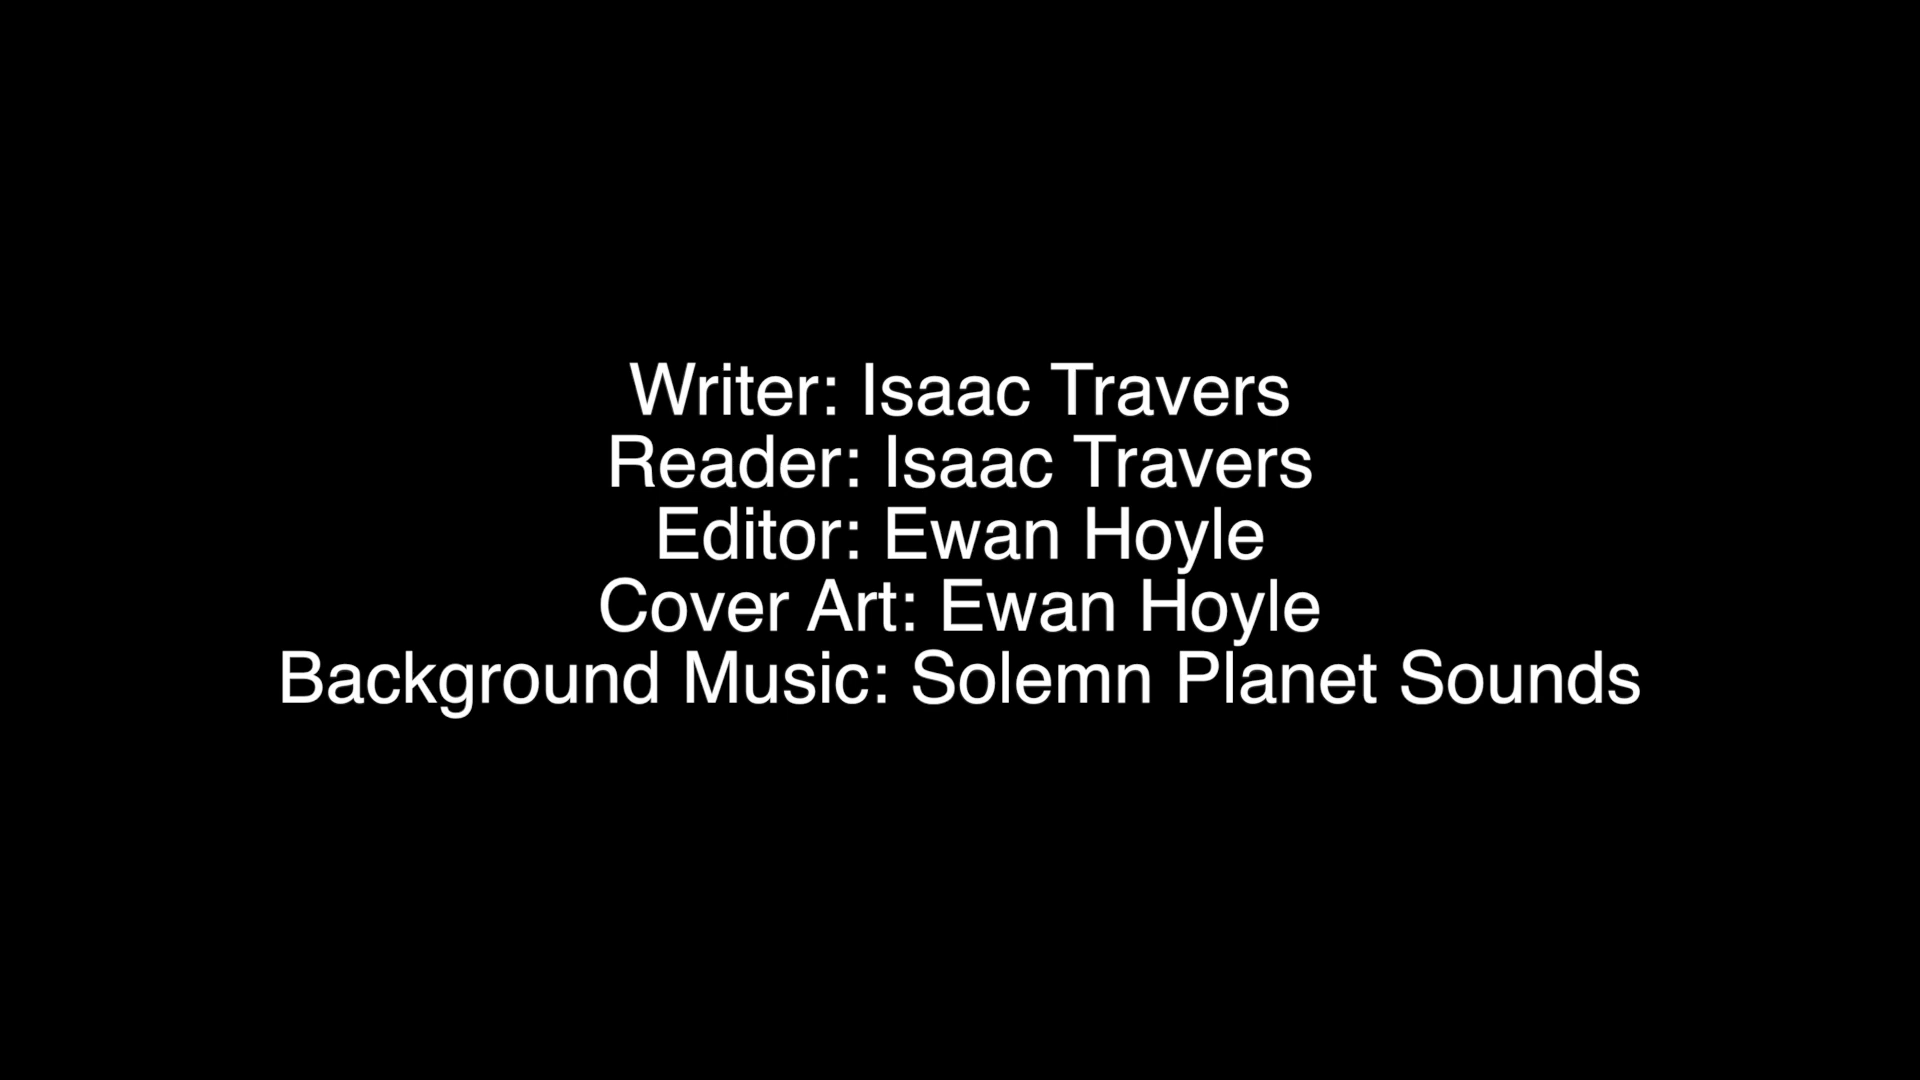 Writer: Isaac Travers
Reader: Isaac Travers
Editor: Ewan Hoyle
Cover Art: Ewan Hoyle
Background Music: Solemn Planet Sounds